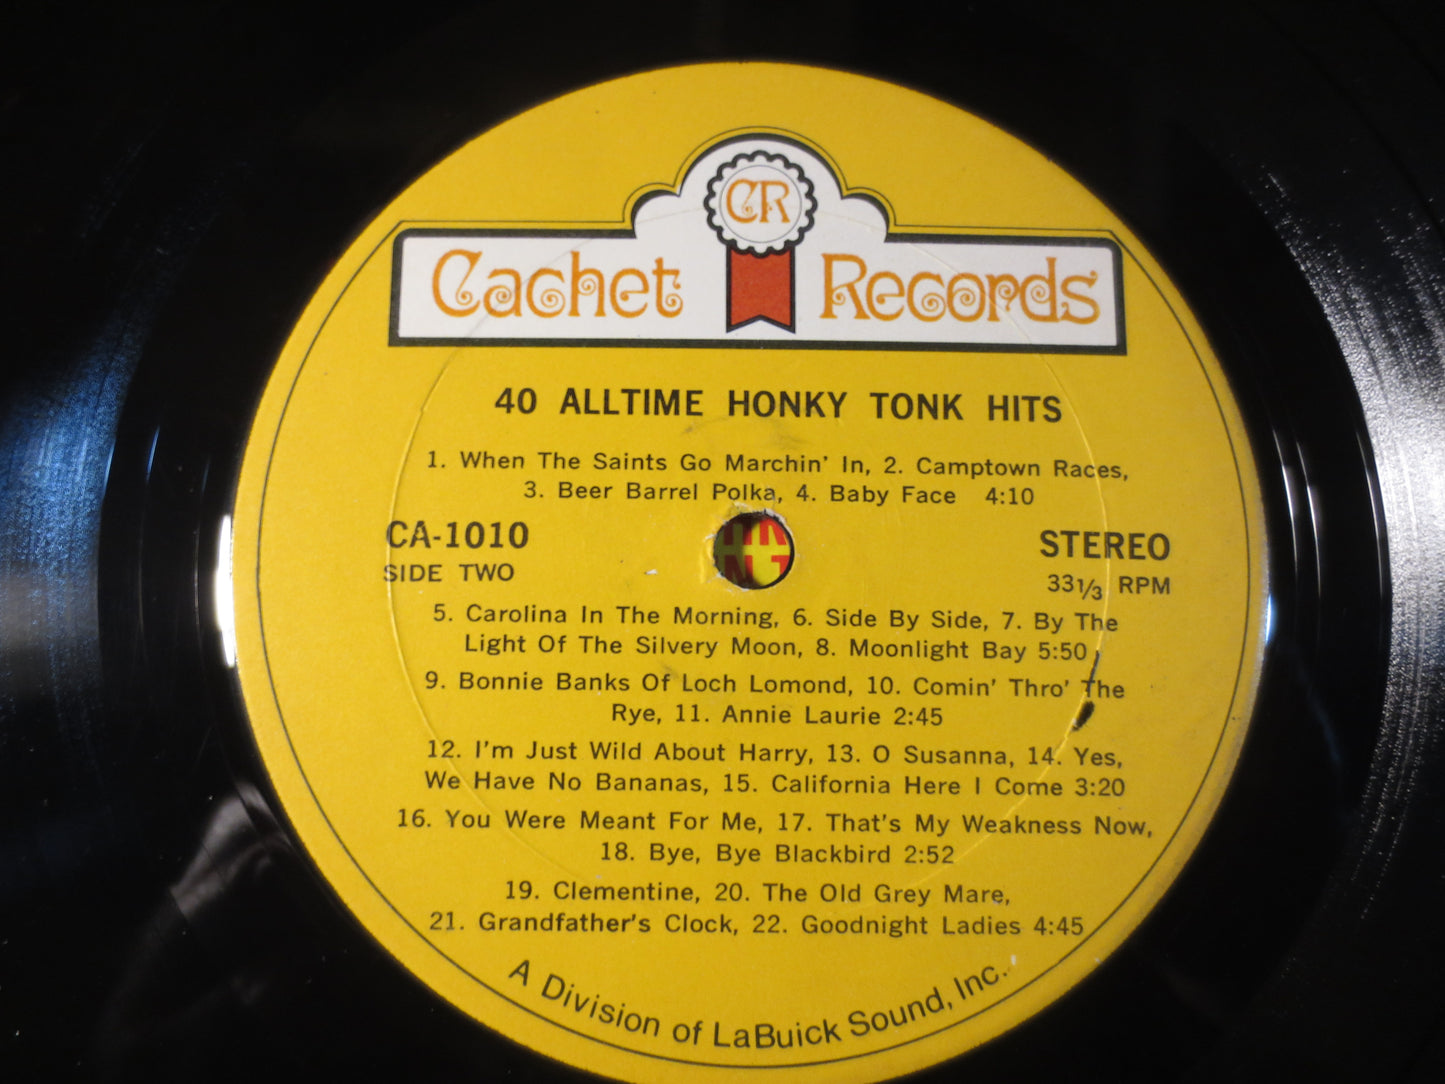 CR
Cachet Records
40 ALLTIME HONKY TONK HITS
1. When The Saints Go Marchin' In, 2. Camptown Races,
3. Beer Barrel Polka, 4. Baby Face 4:10
CA-1010
SIDE TWO
STEREO
33 1/3 RPM
5. Carolina In The Morning, 6. Side By Side, 7. By The
Light Of The Silvery Moon, 8. Moonlight Bay 5:50
9. Bonnie Banks Of Loch Lomond, 10. Comin' Thro' The
Rye, 11. Annie Laurie 2:45
12. I'm Just Wild About Harry, 13. O Susanna, 14. Yes,
We Have No Bananas, 15. California Here I Come 3:20
16. You Were Meant For Me, 17. That's My Weakness Now,
18. Bye, Bye Blackbird 2:52
19. Clementine, 20. The Old Grey Mare,
21. Grandfather's Clock, 22. Goodnight Ladies 4:45
A Division of LaBuick Sound, Inc.